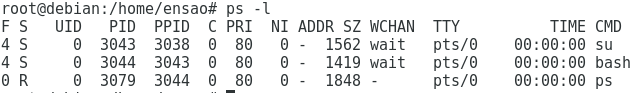 root@debian:/home/ensao# ps -l
F S   UID   PID  PPID  C PRI  NI ADDR SZ WCHAN  TTY          TIME CMD
4 S     0  3043  3038  0  80   0 -  1562 wait   pts/0    00:00:00 su
4 S     0  3044  3043  0  80   0 -  1419 wait   pts/0    00:00:00 bash
0 R     0  3079  3044  0  80   0 -  1848 -      pts/0    00:00:00 ps